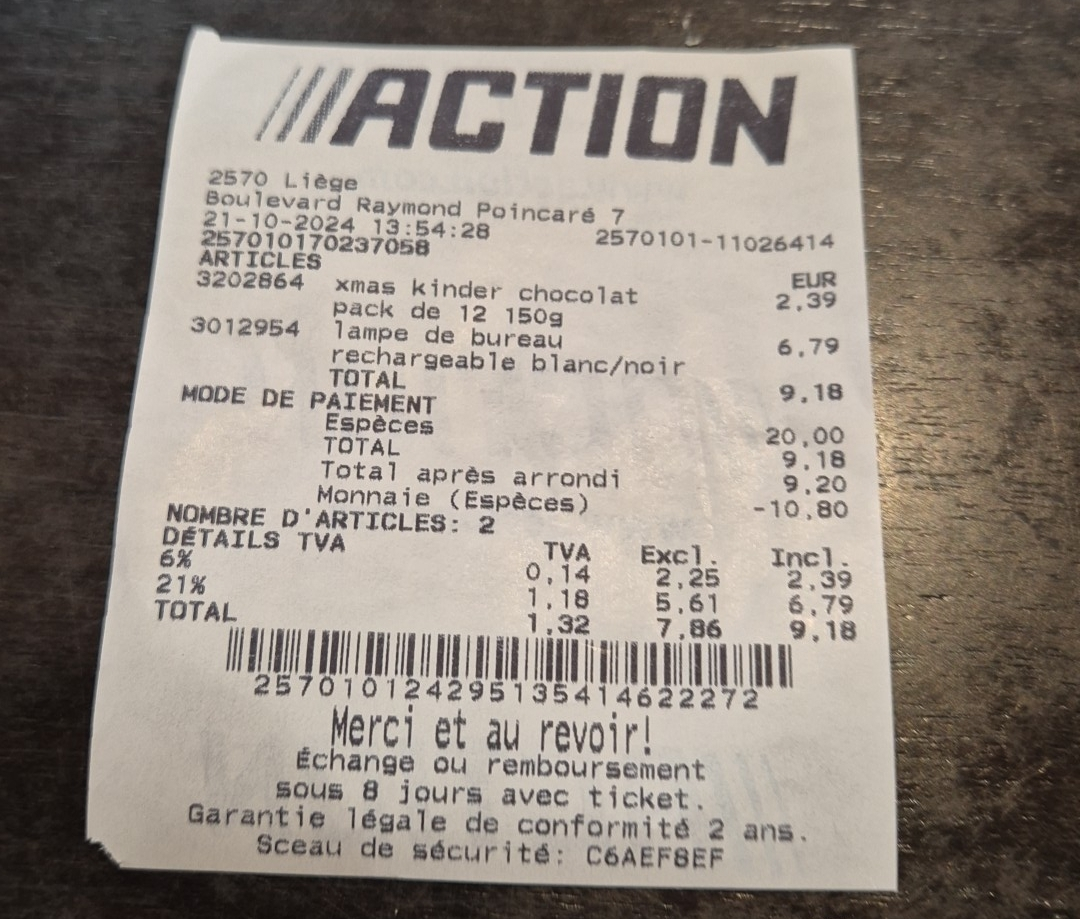 ACTION
2570 Liège
Boulevard Raymond Poincaré 7
21-10-2024 13:54:28 2570101-11026414
257010170237058
ARTICLES EUR
3202864 xmas kinder chocolat 2,39
pack de 12 150g
3012954 lampe de bureau 6,79
rechargeable blanc/noir
TOTAL 9,18
MODE DE PAIEMENT
Espèces 20,00
TOTAL 9,18
Total après arrondi 9,20
Monnaie (Espèces) -10,80
NOMBRE D'ARTICLES: 2
DÉTAILS TVA TVA Excl. Incl.
6% 0,14 2,25 2,39
21% 1,18 5,61 6,79
TOTAL 1,32 7,86 9,18
257010124295135414622272
Merci et au revoir!
Échange ou remboursement
sous 8 jours avec ticket.
Garantie légale de conformité 2 ans.
Sceau de sécurité: C6AEF8EF